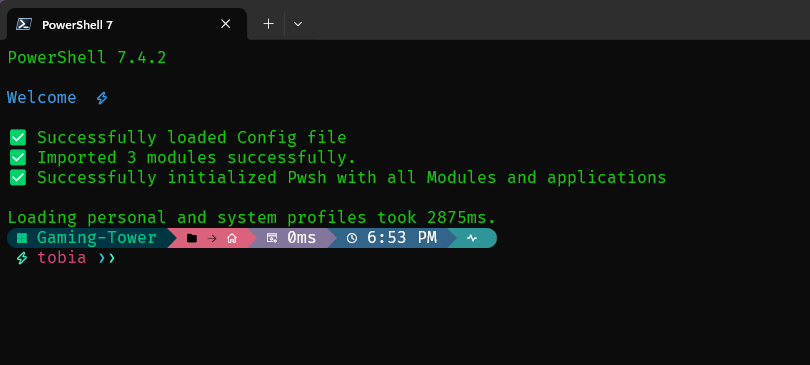 PowerShell 7
PowerShell 7.4.2
Welcome
Successfully loaded Config file
Imported 3 modules successfully.
Successfully initialized Pwsh with all Modules and applications
Loading personal and system profiles took 2875ms.
Gaming-Tower → 0ms 6:53 PM
tobia ❯❯